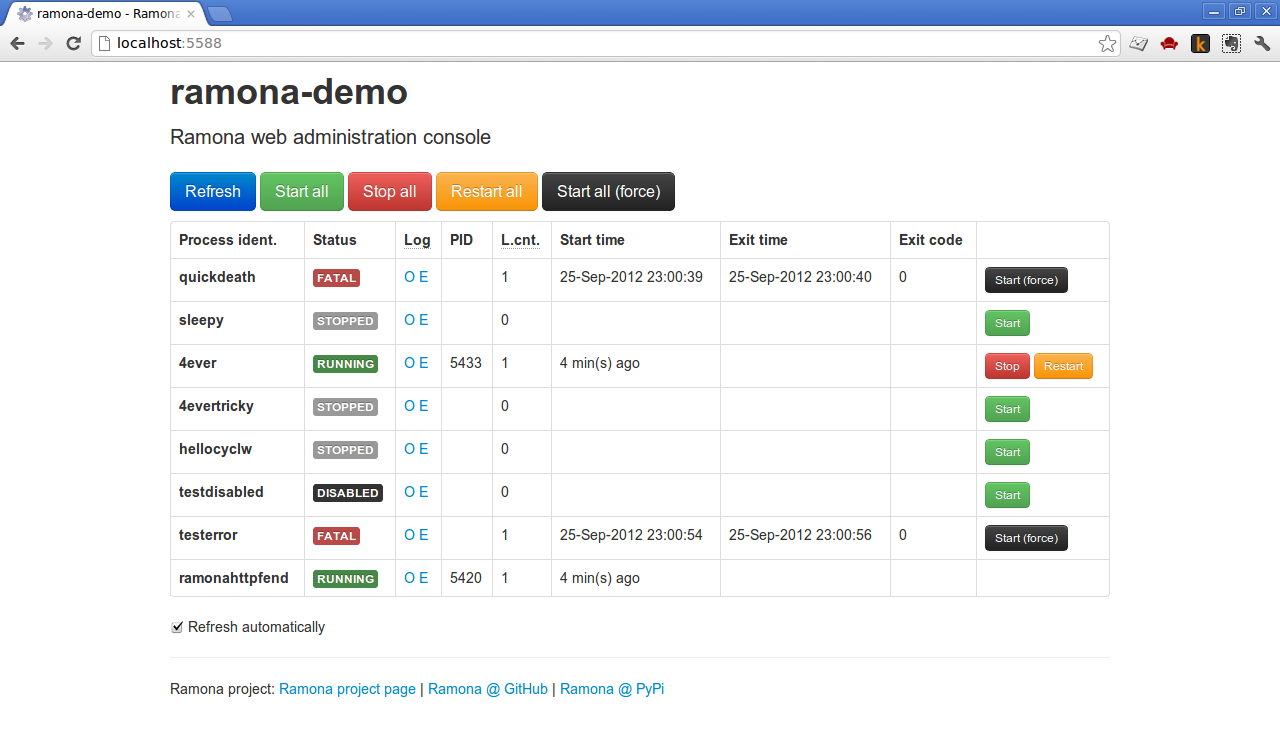 ramona-demo - Ramona
localhost:5588
ramona-demo
Ramona web administration console
Refresh Start all Stop all Restart all Start all (force)
Process ident. Status Log PID L.cnt. Start time Exit time Exit code
quickdeath FATAL O E 1 25-Sep-2012 23:00:39 25-Sep-2012 23:00:40 0 Start (force)
sleepy STOPPED O E 0 Start
4ever RUNNING O E 5433 1 4 min(s) ago Stop Restart
4evertricky STOPPED O E 0 Start
hellocyclw STOPPED O E 0 Start
testdisabled DISABLED O E 0 Start
testerror FATAL O E 1 25-Sep-2012 23:00:54 25-Sep-2012 23:00:56 0 Start (force)
ramonahttpfend RUNNING O E 5420 1 4 min(s) ago
Refresh automatically
Ramona project: Ramona project page | Ramona @ GitHub | Ramona @ PyPi